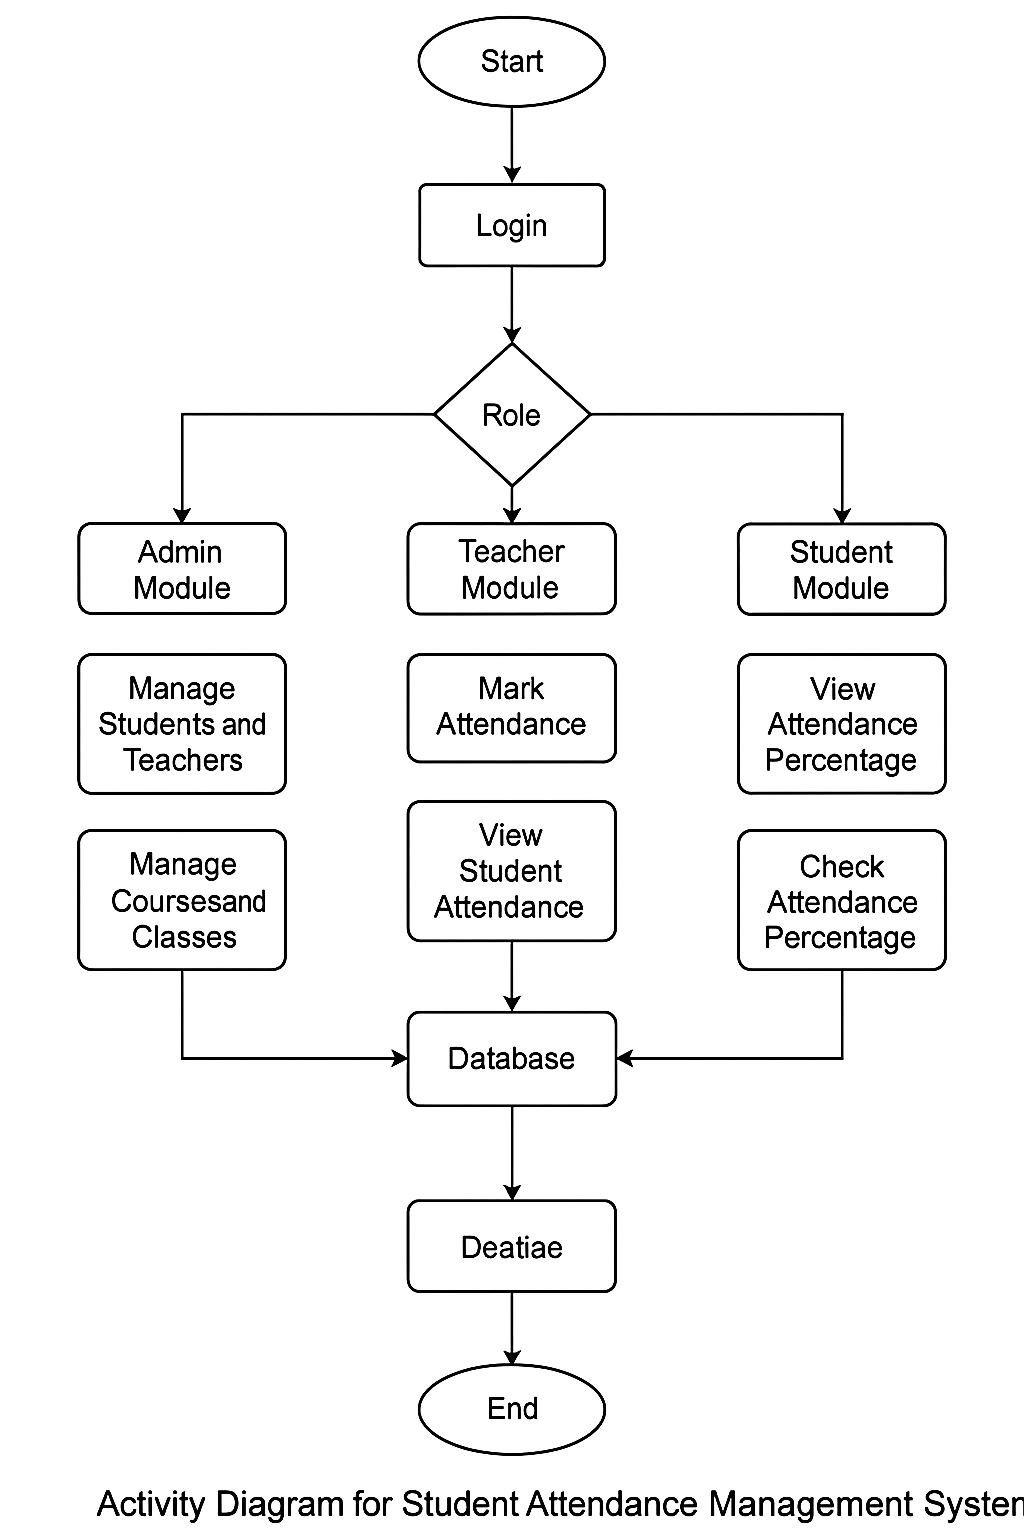 Start
Login
Role
Admin
Module
Teacher
Module
Student
Module
Manage
Students and
Teachers
Mark
Attendance
View
Attendance
Percentage
Manage
Coursesand
Classes
View
Student
Attendance
Check
Attendance
Percentage
Database
Deatiae
End
Activity Diagram for Student Attendance Management System